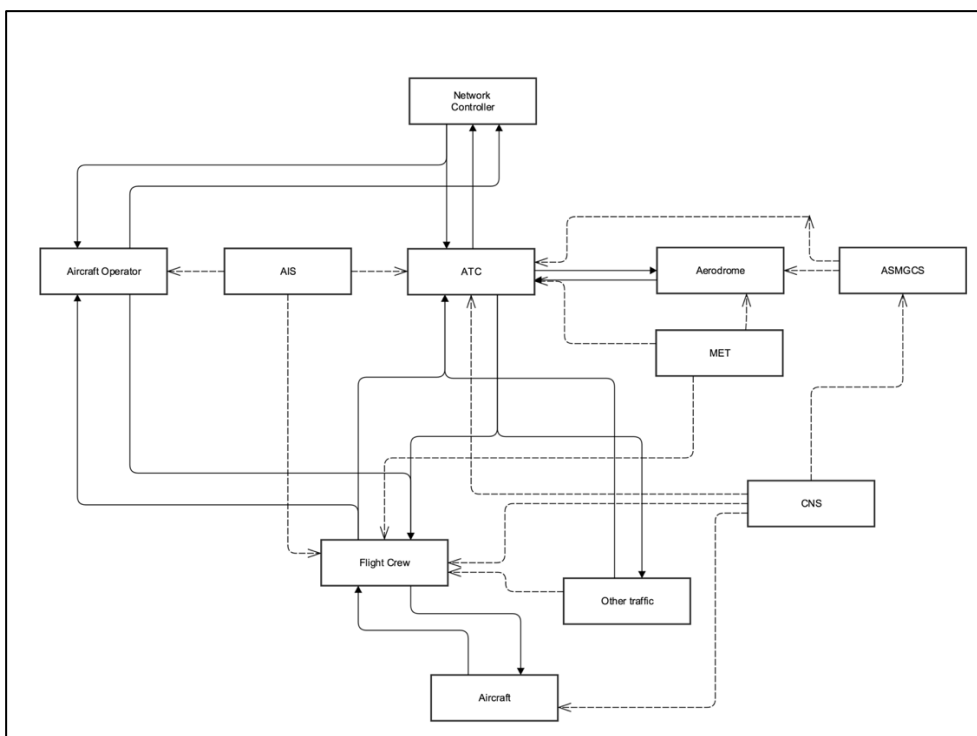 Network
Controller
Aircraft Operator
AIS
ATC
Aerodrome
ASMGCS
MET
CNS
Flight Crew
Other traffic
Aircraft